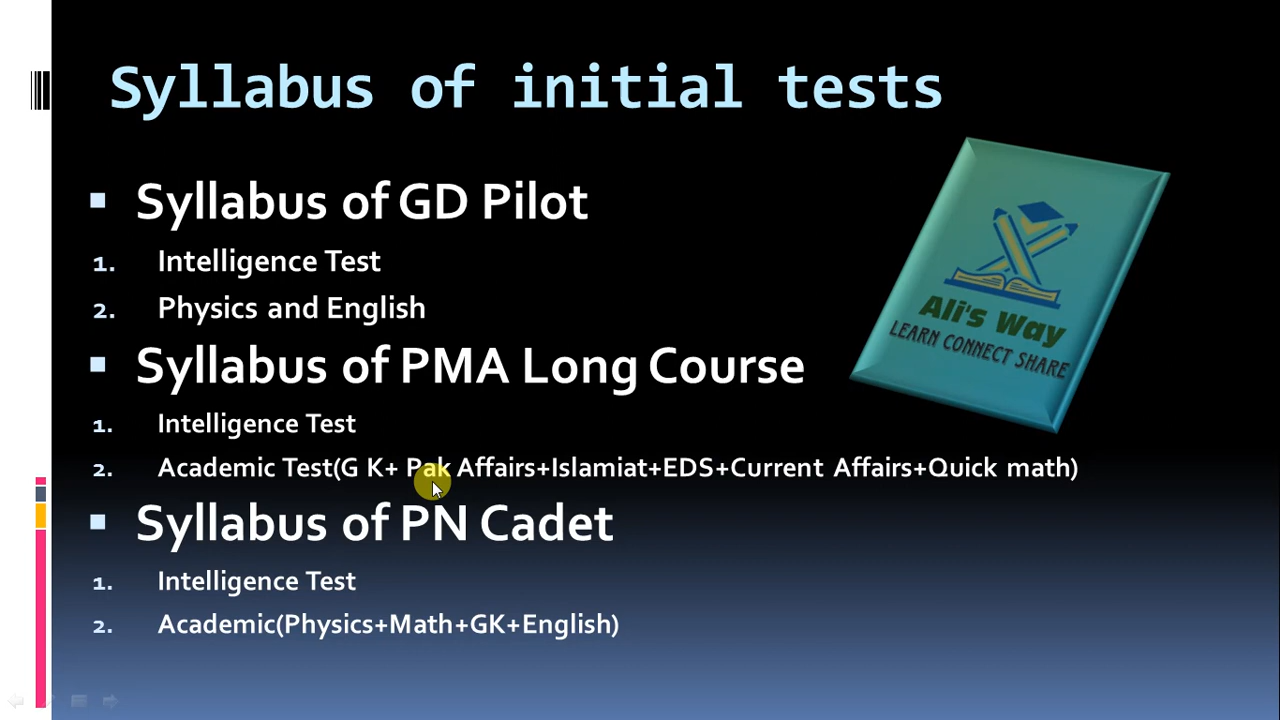 Syllabus of initial tests
Syllabus of GD Pilot
1. Intelligence Test
2. Physics and English
Syllabus of PMA Long Course
1. Intelligence Test
2. Academic Test(G K+ Pak Affairs+Islamiat+EDS+Current Affairs+Quick math)
Syllabus of PN Cadet
1. Intelligence Test
2. Academic(Physics+Math+GK+English)
Ali's Way
LEARN CONNECT SHARE